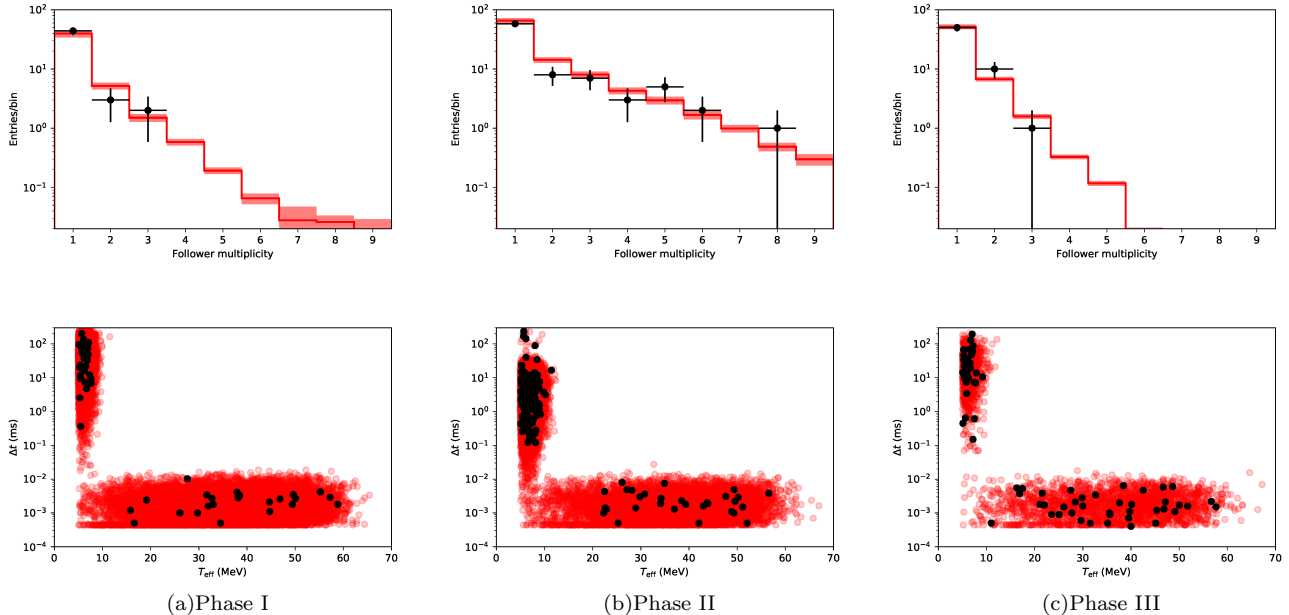 10²
10¹
10⁰
10⁻¹
Entries/bin
1 2 3 4 5 6 7 8 9
Follower multiplicity
10²
10¹
10⁰
10⁻¹
Entries/bin
1 2 3 4 5 6 7 8 9
Follower multiplicity
10²
10¹
10⁰
10⁻¹
Entries/bin
1 2 3 4 5 6 7 8 9
Follower multiplicity
10²
10¹
10⁰
10⁻¹
10⁻²
10⁻³
10⁻⁴
Δt (ms)
0 10 20 30 40 50 60 70
T_eff (MeV)
(a)Phase I
10²
10¹
10⁰
10⁻¹
10⁻²
10⁻³
10⁻⁴
Δt (ms)
0 10 20 30 40 50 60 70
T_eff (MeV)
(b)Phase II
10²
10¹
10⁰
10⁻¹
10⁻²
10⁻³
10⁻⁴
Δt (ms)
0 10 20 30 40 50 60 70
T_eff (MeV)
(c)Phase III